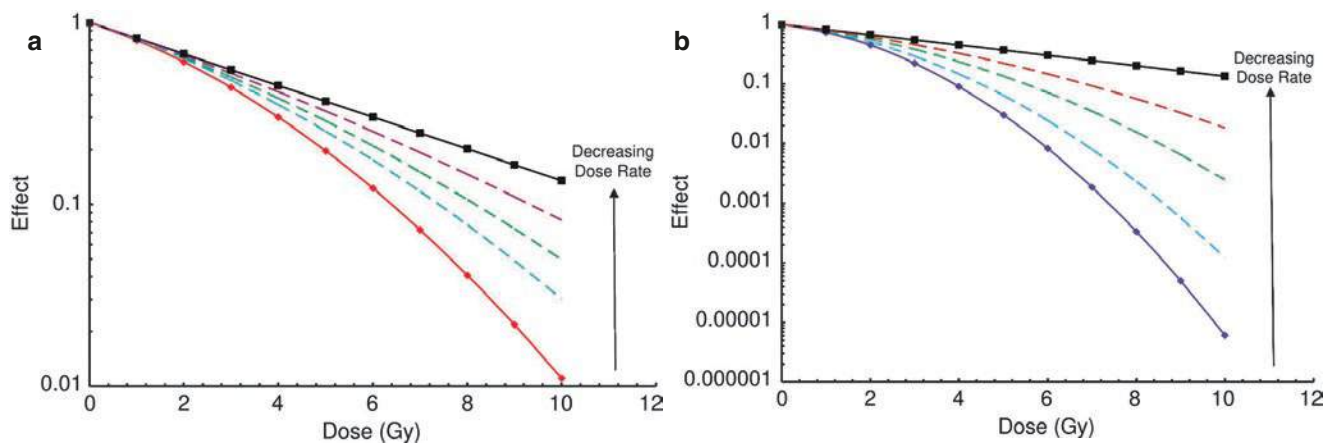 a
Effect
1
0.1
0.01
0 2 4 6 8 10 12
Dose (Gy)
Decreasing
Dose Rate
b
Effect
1
0.1
0.01
0.001
0.0001
0.00001
0.000001
0 2 4 6 8 10 12
Dose (Gy)
Decreasing
Dose Rate